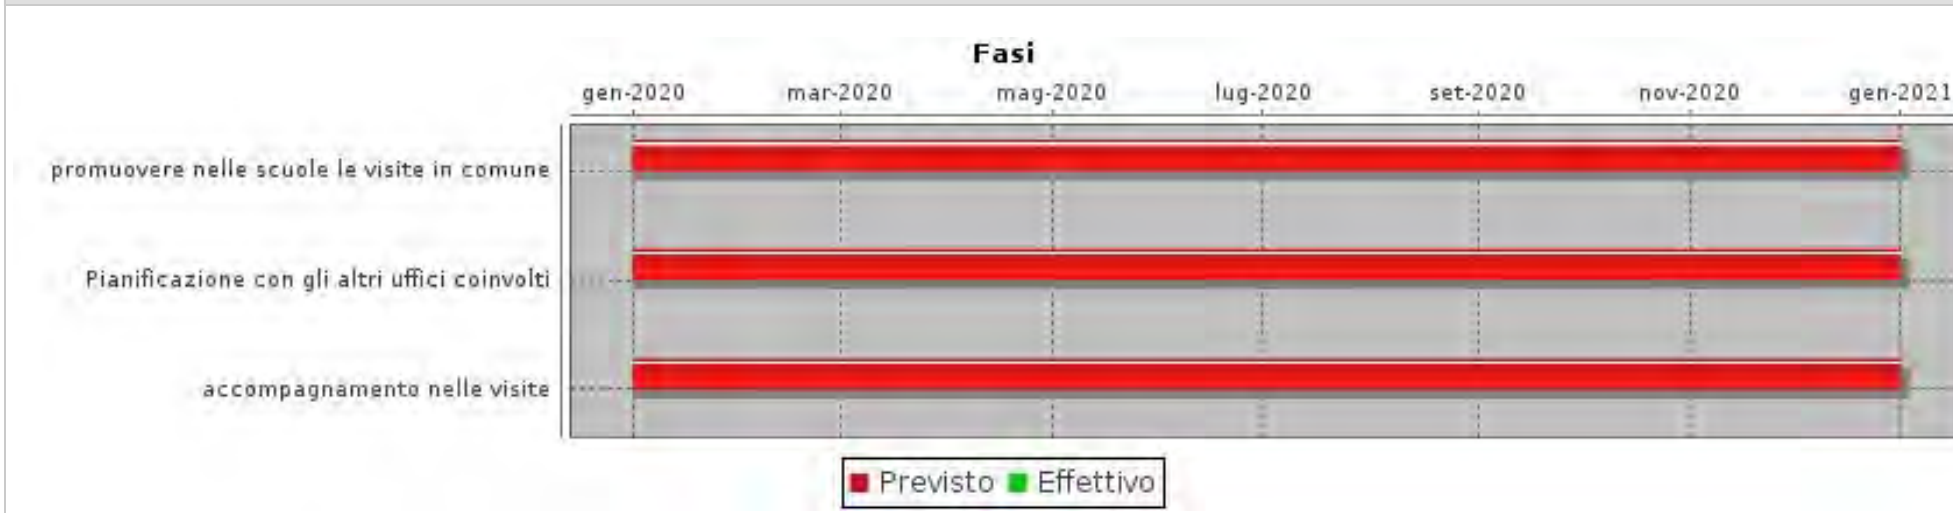 Fasi
gen-2020 mar-2020 mag-2020 lug-2020 set-2020 nov-2020 gen-2021
promuovere nelle scuole le visite in comune
Pianificazione con gli altri uffici coinvolti
accompagnamento nelle visite
Previsto Effettivo